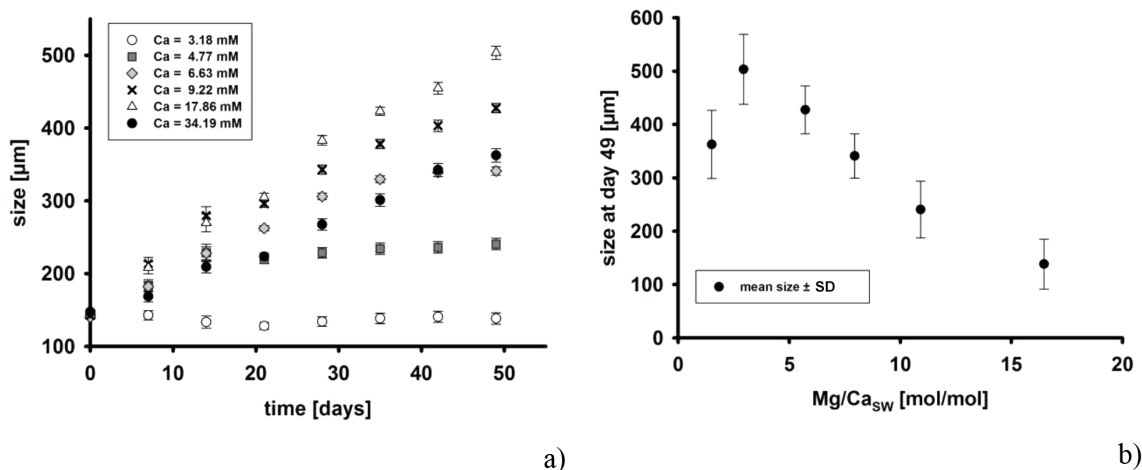 500
400
300
200
100
size [µm]
Ca = 3.18 mM
Ca = 4.77 mM
Ca = 6.63 mM
Ca = 9.22 mM
Ca = 17.86 mM
Ca = 34.19 mM
0 10 20 30 40 50
time [days]
a)
600
500
400
300
200
100
0
size at day 49 [µm]
mean size ± SD
0 5 10 15 20
Mg/CaSW [mol/mol]
b)